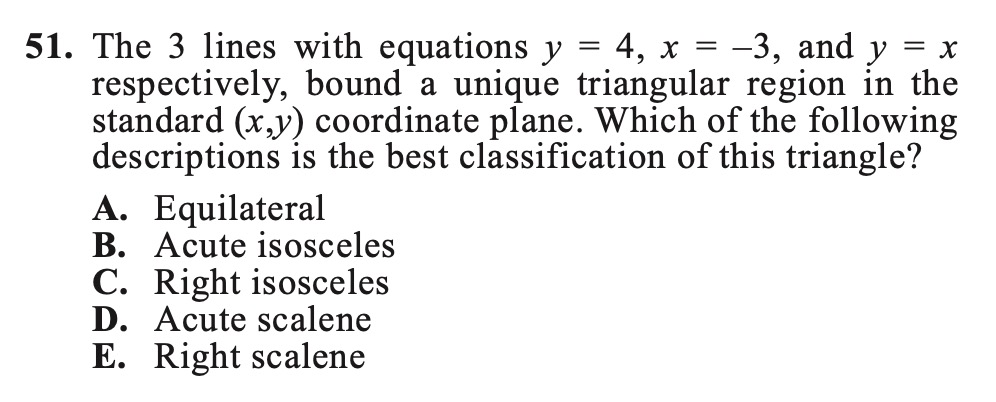 51. The 3 lines with equations y = 4, x = –3, and y = x
respectively, bound a unique triangular region in the
standard (x,y) coordinate plane. Which of the following
descriptions is the best classification of this triangle?
A. Equilateral
B. Acute isosceles
C. Right isosceles
D. Acute scalene
E. Right scalene